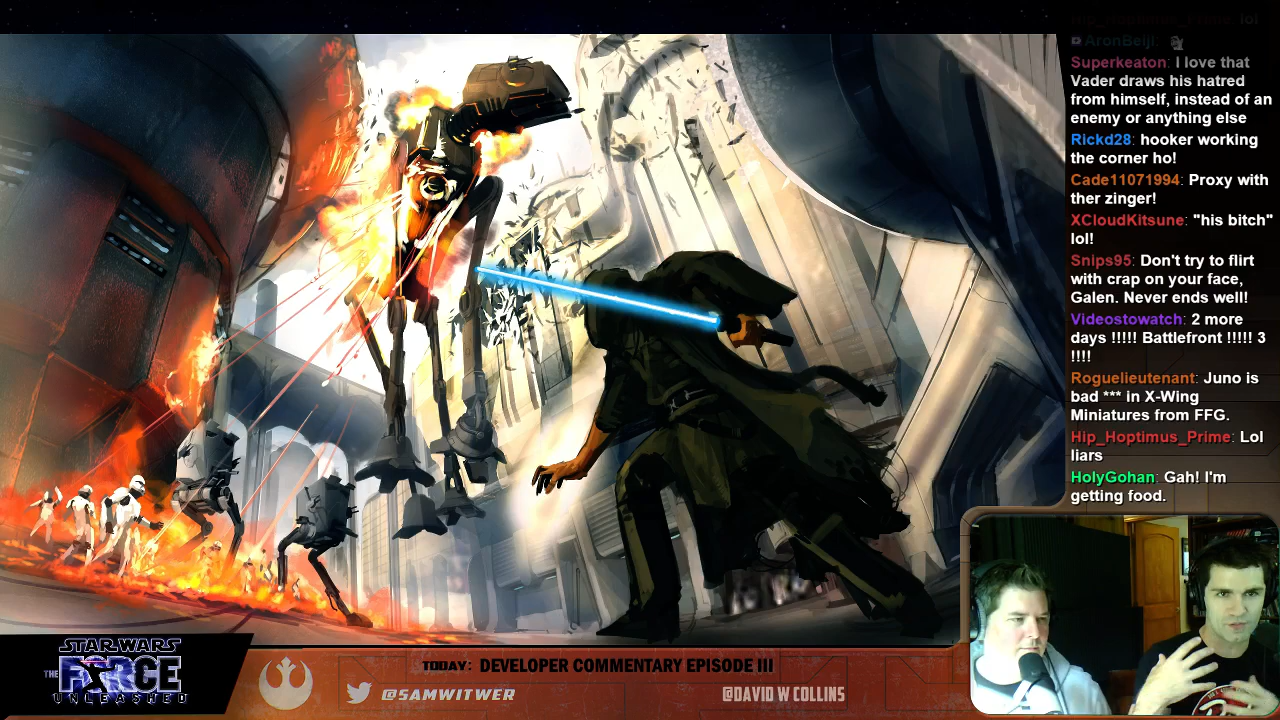 Hip_Hoptimus_Prime: lol
AronBeijl:
Superkeaton: I love that
Vader draws his hatred
from himself, instead of an
enemy or anything else
Rickd28: hooker working
the corner ho!
Cade11071994: Proxy with
ther zinger!
XCloudKitsune: "his bitch"
lol!
Snips95: Don't try to flirt
with crap on your face,
Galen. Never ends well!
Videostowatch: 2 more
days !!!!! Battlefront !!!!! 3
!!!!
Roguelieutenant: Juno is
bad *** in X-Wing
Miniatures from FFG.
Hip_Hoptimus_Prime: Lol
liars
HolyGohan: Gah! I'm
getting food.
STAR WARS
THE FORCE
UNLEASHED
TODAY: DEVELOPER COMMENTARY EPISODE III
@SAMWITWER
@DAVID W COLLINS